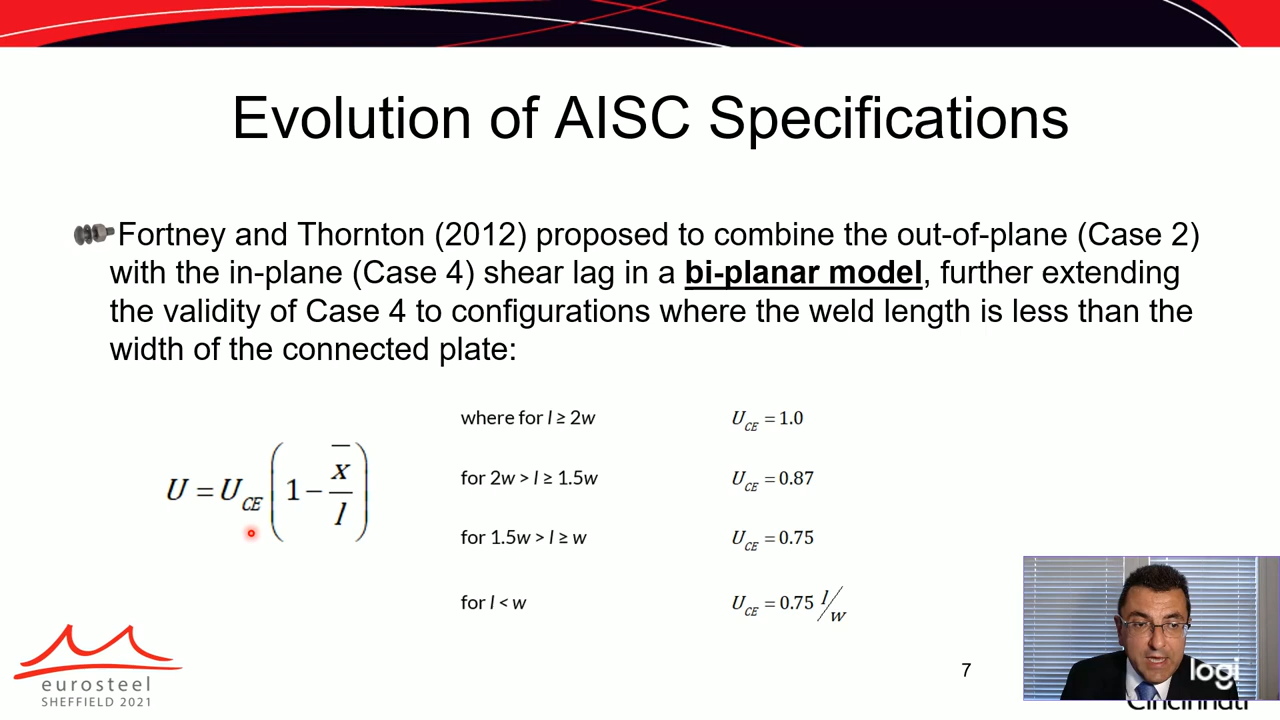 Evolution of AISC Specifications
Fortney and Thornton (2012) proposed to combine the out-of-plane (Case 2)
with the in-plane (Case 4) shear lag in a bi-planar model, further extending
the validity of Case 4 to configurations where the weld length is less than the
width of the connected plate:
U = U_CE (1 − x̄/l)
where for l ≥ 2w U_CE = 1.0
for 2w > l ≥ 1.5w U_CE = 0.87
for 1.5w > l ≥ w U_CE = 0.75
for l < w U_CE = 0.75 l/w
eurosteel
SHEFFIELD 2021
7
logi
Cincinnati